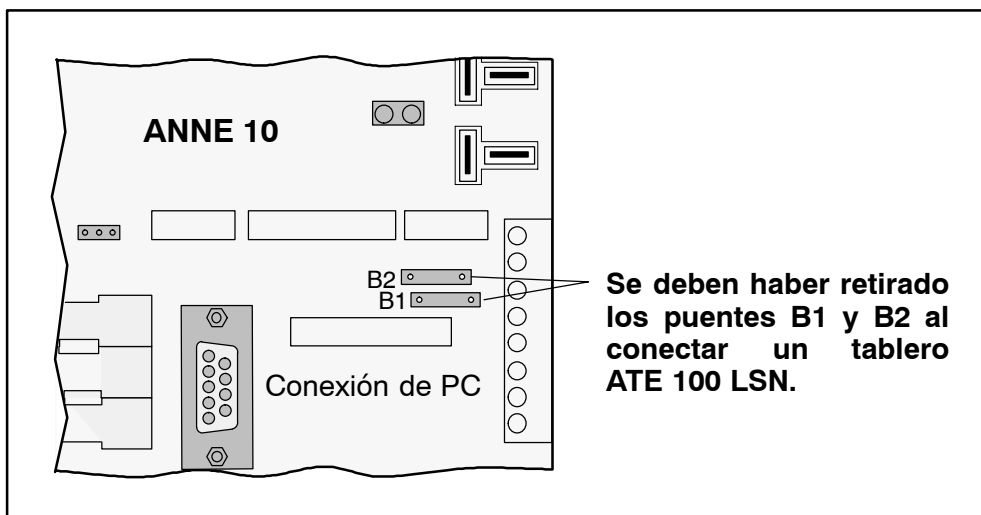 ANNE 10
B2
B1
Conexión de PC
Se deben haber retirado
los puentes B1 y B2 al
conectar un tablero
ATE 100 LSN.